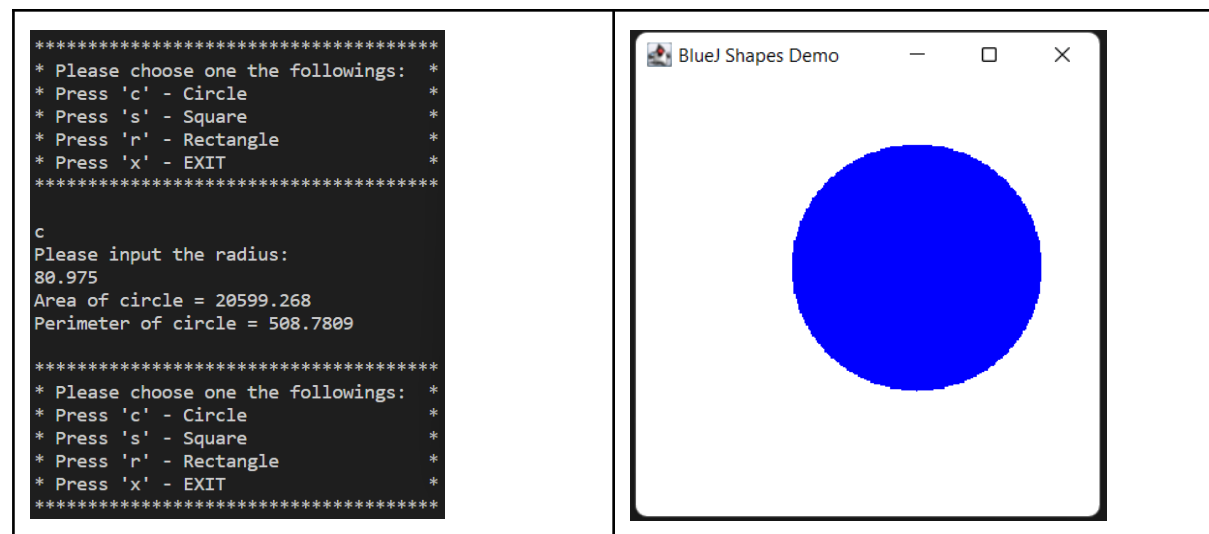 **************************************
* Please choose one the followings:  *
* Press 'c' - Circle                 *
* Press 's' - Square                 *
* Press 'r' - Rectangle              *
* Press 'x' - EXIT                   *
**************************************
c
Please input the radius:
80.975
Area of circle = 20599.268
Perimeter of circle = 508.7809
**************************************
* Please choose one the followings:  *
* Press 'c' - Circle                 *
* Press 's' - Square                 *
* Press 'r' - Rectangle              *
* Press 'x' - EXIT                   *
**************************************
BlueJ Shapes Demo